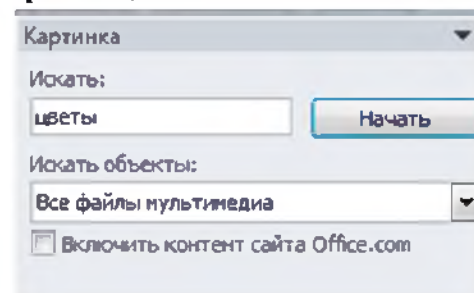 Картинка
Искать:
цветы
Начать
Искать объекты:
Все файлы мультимедиа
Включить контент сайта Office.com